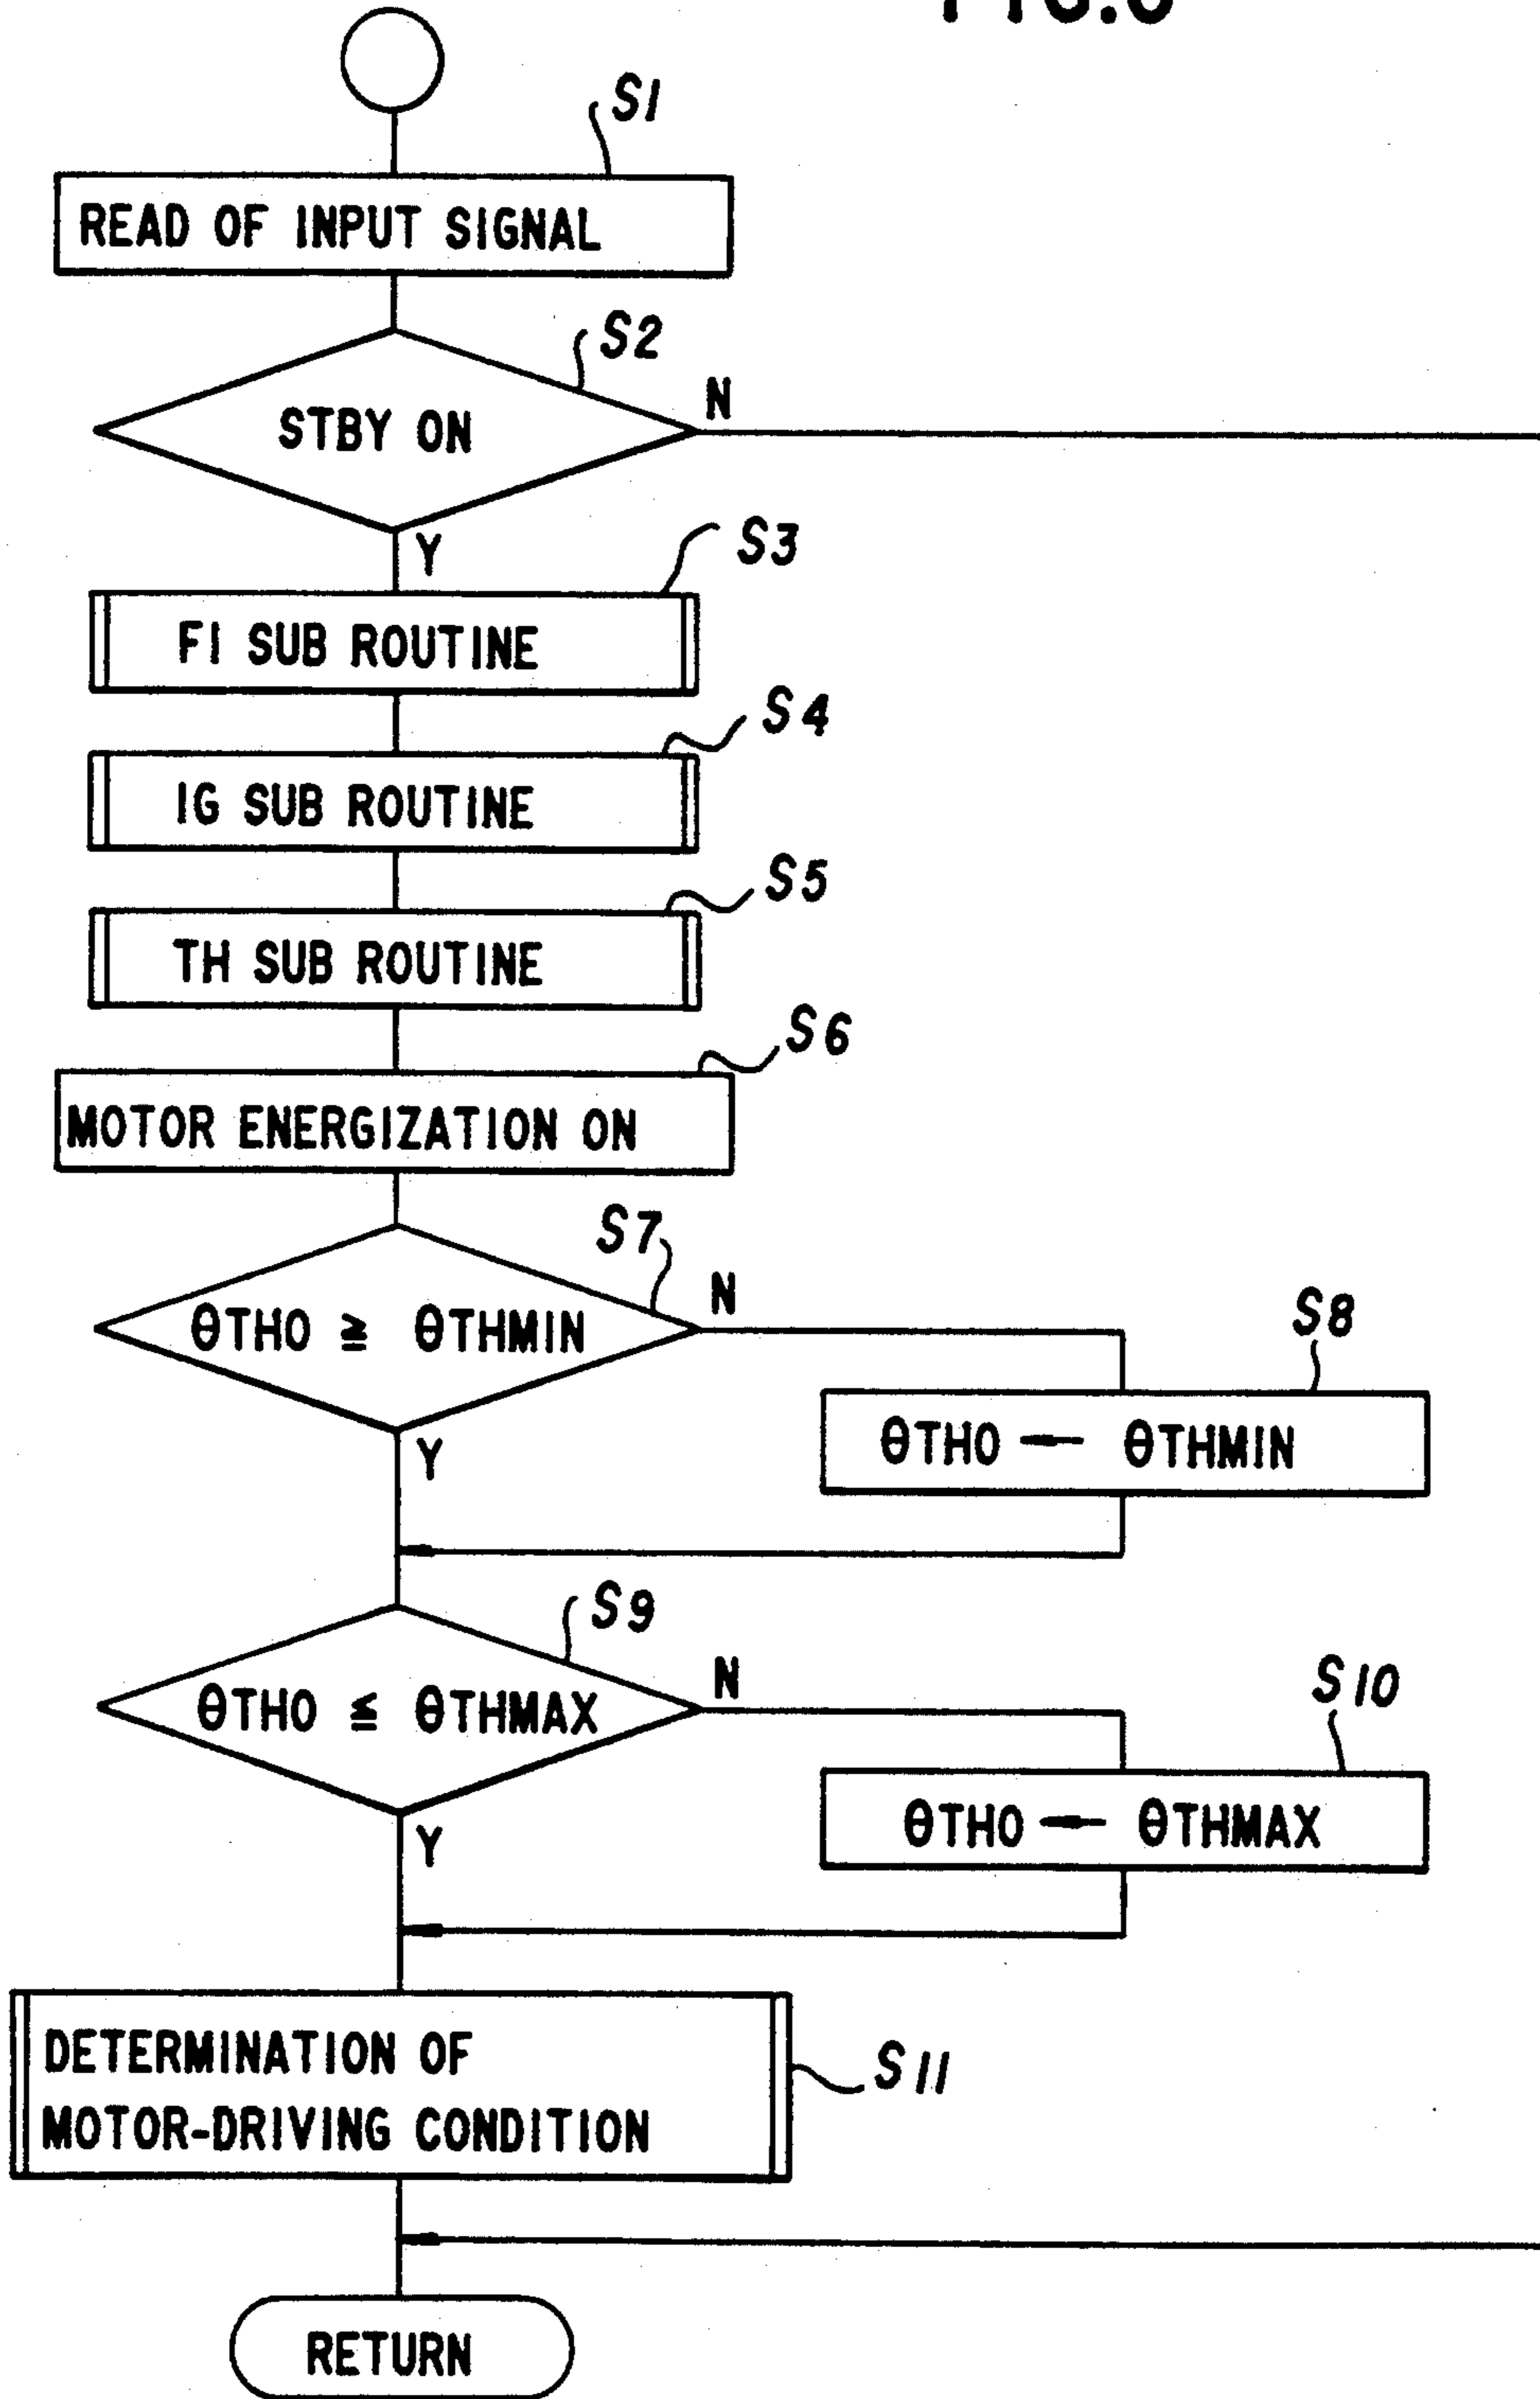 S1
READ OF INPUT SIGNAL
S2
STBY ON
N
Y
S3
FI SUB ROUTINE
S4
IG SUB ROUTINE
S5
TH SUB ROUTINE
S6
MOTOR ENERGIZATION ON
S7
θTHO ≧ θTHMIN
N
Y
S8
θTHO ← θTHMIN
S9
θTHO ≦ θTHMAX
N
Y
S10
θTHO ← θTHMAX
DETERMINATION OF
MOTOR-DRIVING CONDITION
S11
RETURN